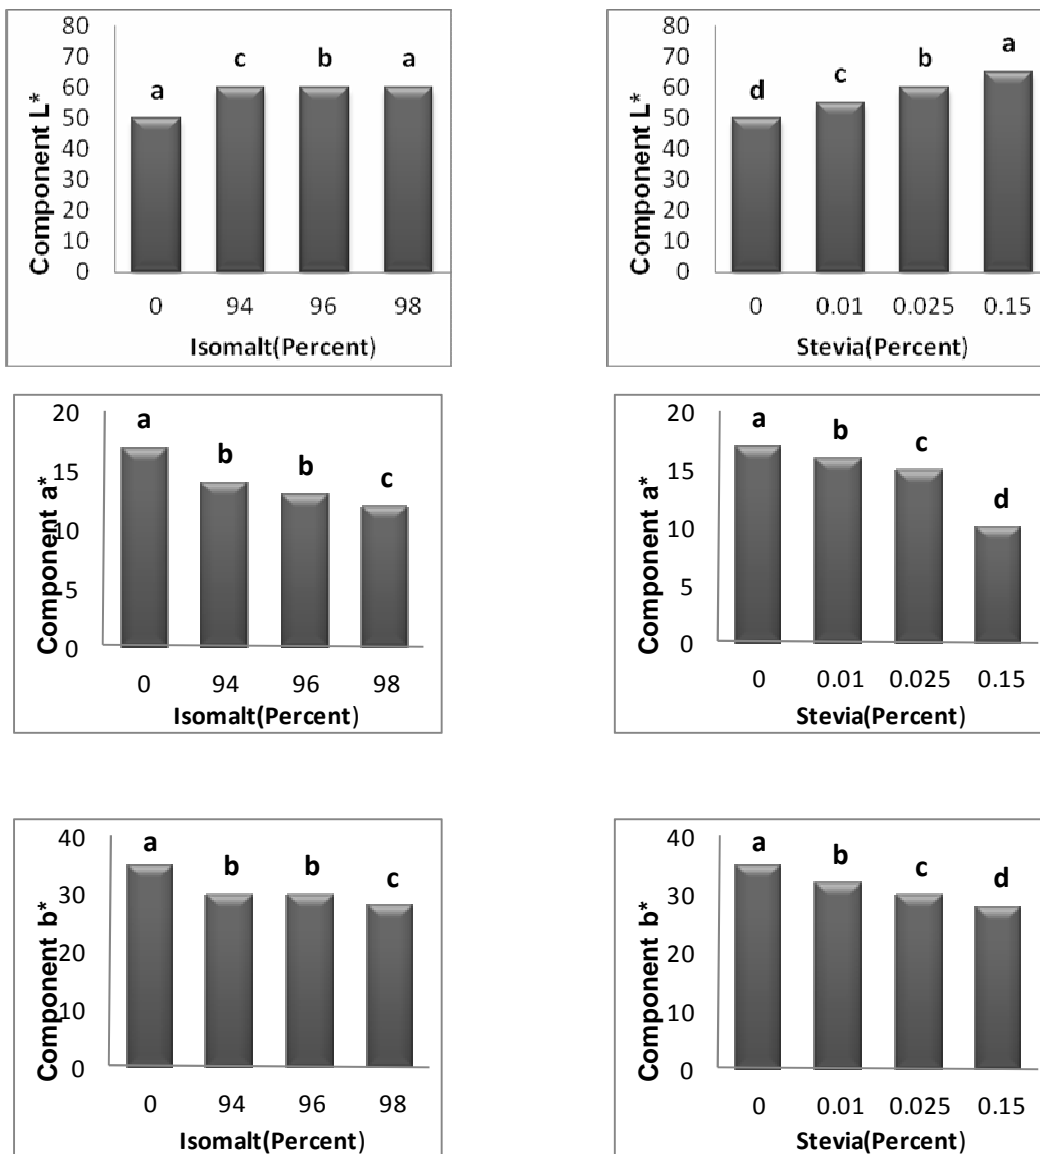 80
70
60
50
40
30
20
10
0
Component L*
a
c
b
a
0 94 96 98
Isomalt(Percent)
80
70
60
50
40
30
20
10
0
Component L*
d
c
b
a
0 0.01 0.025 0.15
Stevia(Percent)
20
15
10
5
0
Component a*
a
b
b
c
0 94 96 98
Isomalt(Percent)
20
15
10
5
0
Component a*
a
b
c
d
0 0.01 0.025 0.15
Stevia(Percent)
40
30
20
10
0
Component b*
a
b
b
c
0 94 96 98
Isomalt(Percent)
40
30
20
10
0
Component b*
a
b
c
d
0 0.01 0.025 0.15
Stevia(Percent)